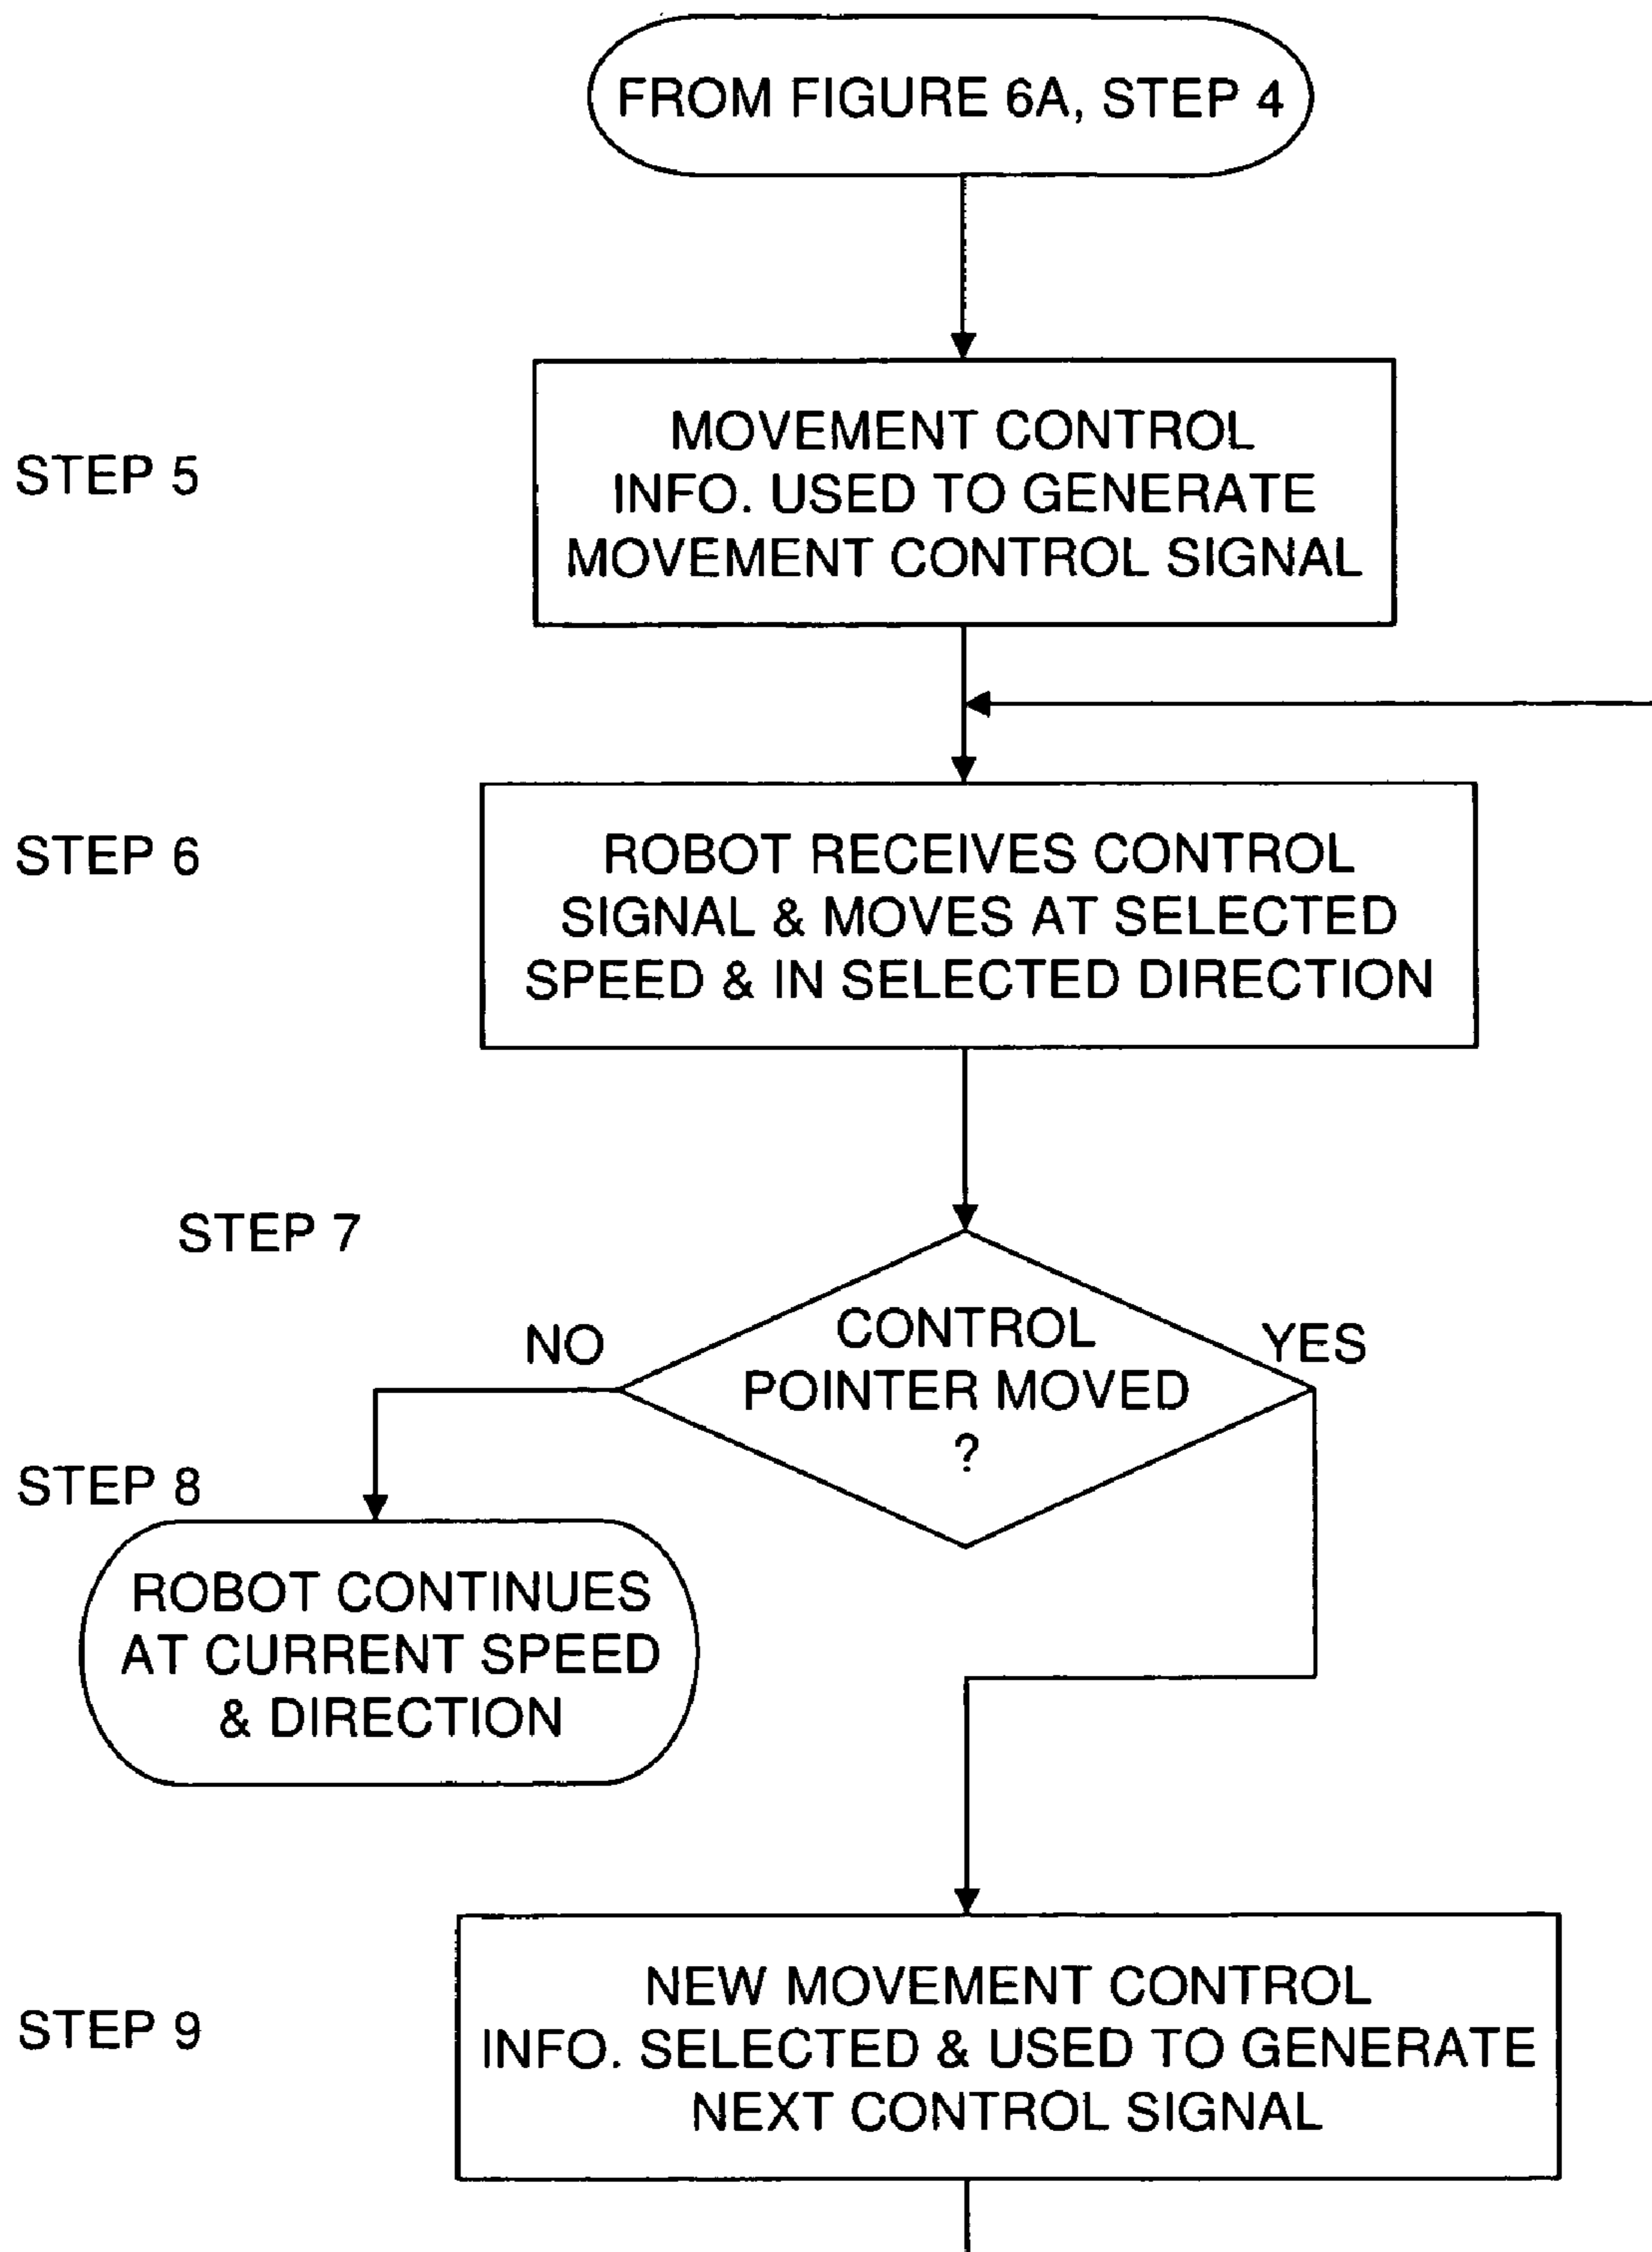 FROM FIGURE 6A, STEP 4
STEP 5
MOVEMENT CONTROL
INFO. USED TO GENERATE
MOVEMENT CONTROL SIGNAL
STEP 6
ROBOT RECEIVES CONTROL
SIGNAL & MOVES AT SELECTED
SPEED & IN SELECTED DIRECTION
STEP 7
CONTROL
POINTER MOVED
?
NO
YES
STEP 8
ROBOT CONTINUES
AT CURRENT SPEED
& DIRECTION
STEP 9
NEW MOVEMENT CONTROL
INFO. SELECTED & USED TO GENERATE
NEXT CONTROL SIGNAL